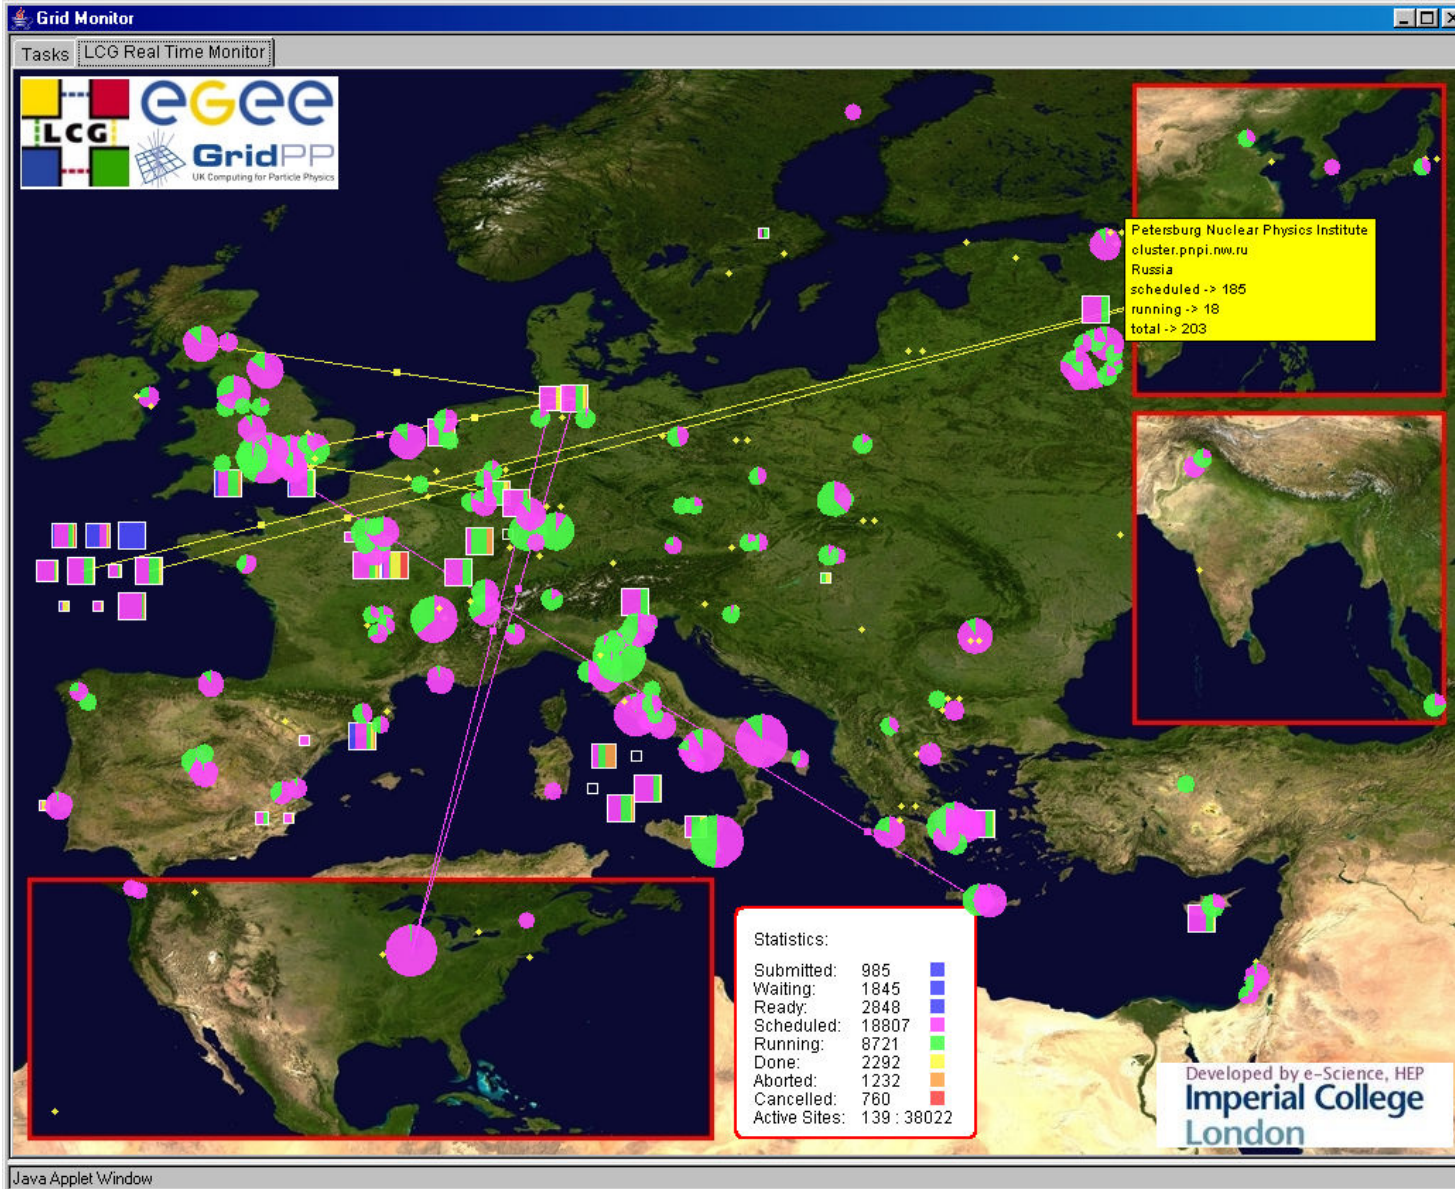 Grid Monitor
Tasks
LCG Real Time Monitor
LCG
eGee
GridPP
UK Computing for Particle Physics
Petersburg Nuclear Physics Institute
cluster.pnpi.nw.ru
Russia
scheduled -> 185
running -> 18
total -> 203
Statistics:
Submitted: 985
Waiting: 1845
Ready: 2848
Scheduled: 18807
Running: 8721
Done: 2292
Aborted: 1232
Cancelled: 760
Active Sites: 139 : 38022
Developed by e-Science, HEP
Imperial College
London
Java Applet Window